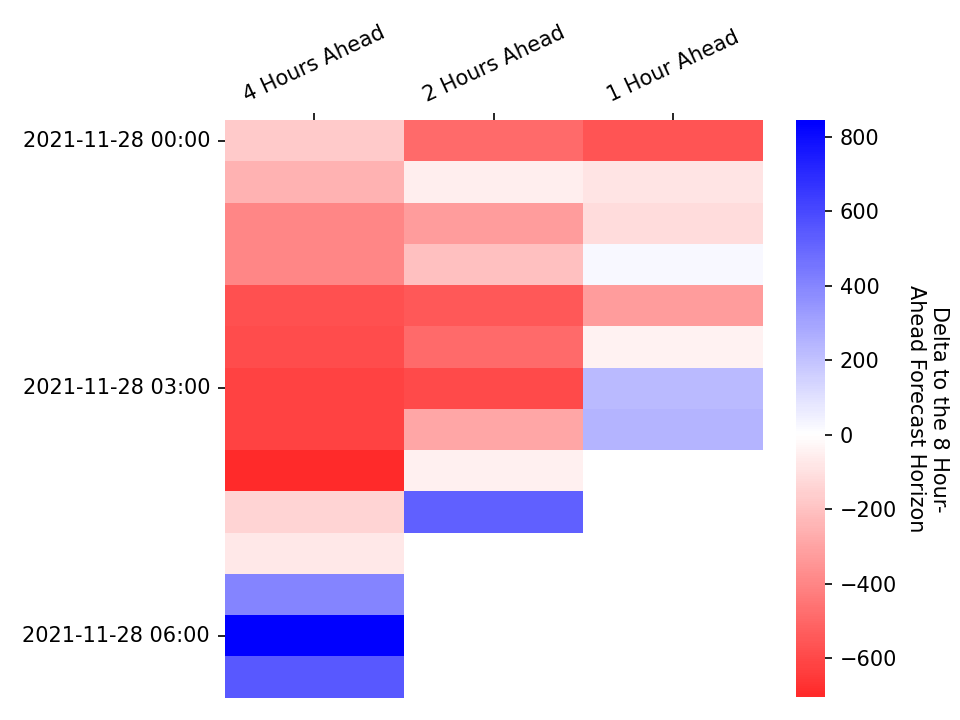 4 Hours Ahead
2 Hours Ahead
1 Hour Ahead
2021-11-28 00:00
2021-11-28 03:00
2021-11-28 06:00
800
600
400
200
0
−200
−400
−600
Delta to the 8 Hour-
Ahead Forecast Horizon